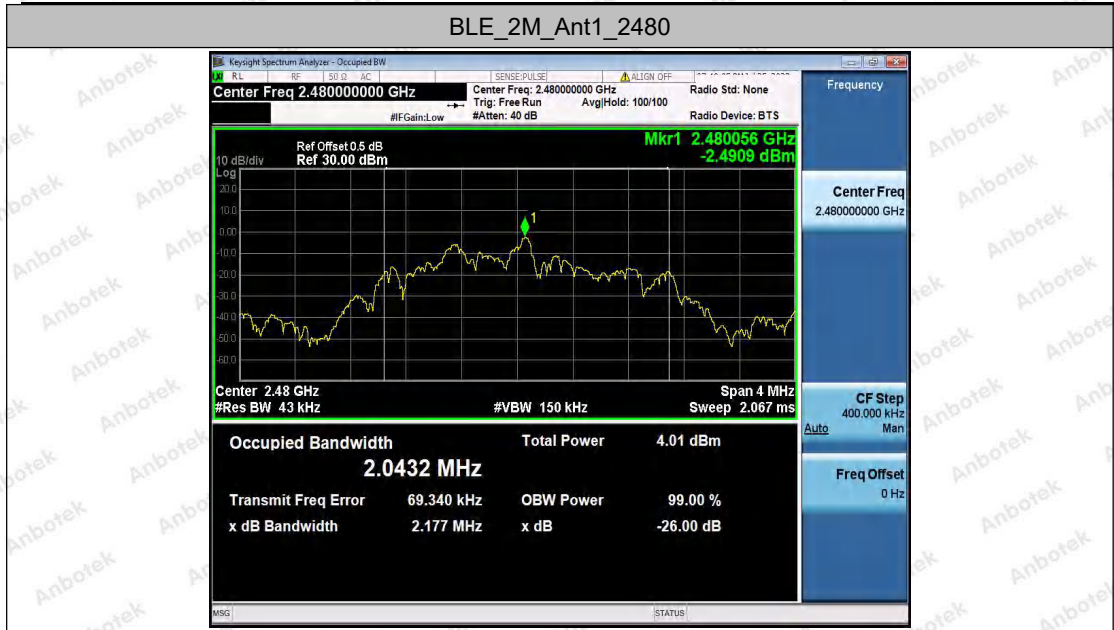 BLE_2M_Ant1_2480
Keysight Spectrum Analyzer - Occupied BW
LXI RL RF 50 Ω AC SENSE:PULSE ALIGN OFF
Center Freq 2.480000000 GHz
Center Freq: 2.480000000 GHz Radio Std: None
Trig: Free Run Avg|Hold: 100/100
#IFGain:Low #Atten: 40 dB Radio Device: BTS
Frequency
Ref Offset 0.5 dB
Mkr1 2.480056 GHz
10 dB/div Ref 30.00 dBm -2.4909 dBm
Log
20.0
10.0
0.00
-10.0
-20.0
-30.0
-40.0
-50.0
-60.0
1
Center 2.48 GHz Span 4 MHz
#Res BW 43 kHz #VBW 150 kHz Sweep 2.067 ms
Occupied Bandwidth Total Power 4.01 dBm
2.0432 MHz
Transmit Freq Error 69.340 kHz OBW Power 99.00 %
x dB Bandwidth 2.177 MHz x dB -26.00 dB
Center Freq
2.480000000 GHz
CF Step
400.000 kHz
Auto Man
Freq Offset
0 Hz
MSG STATUS
Anbotek